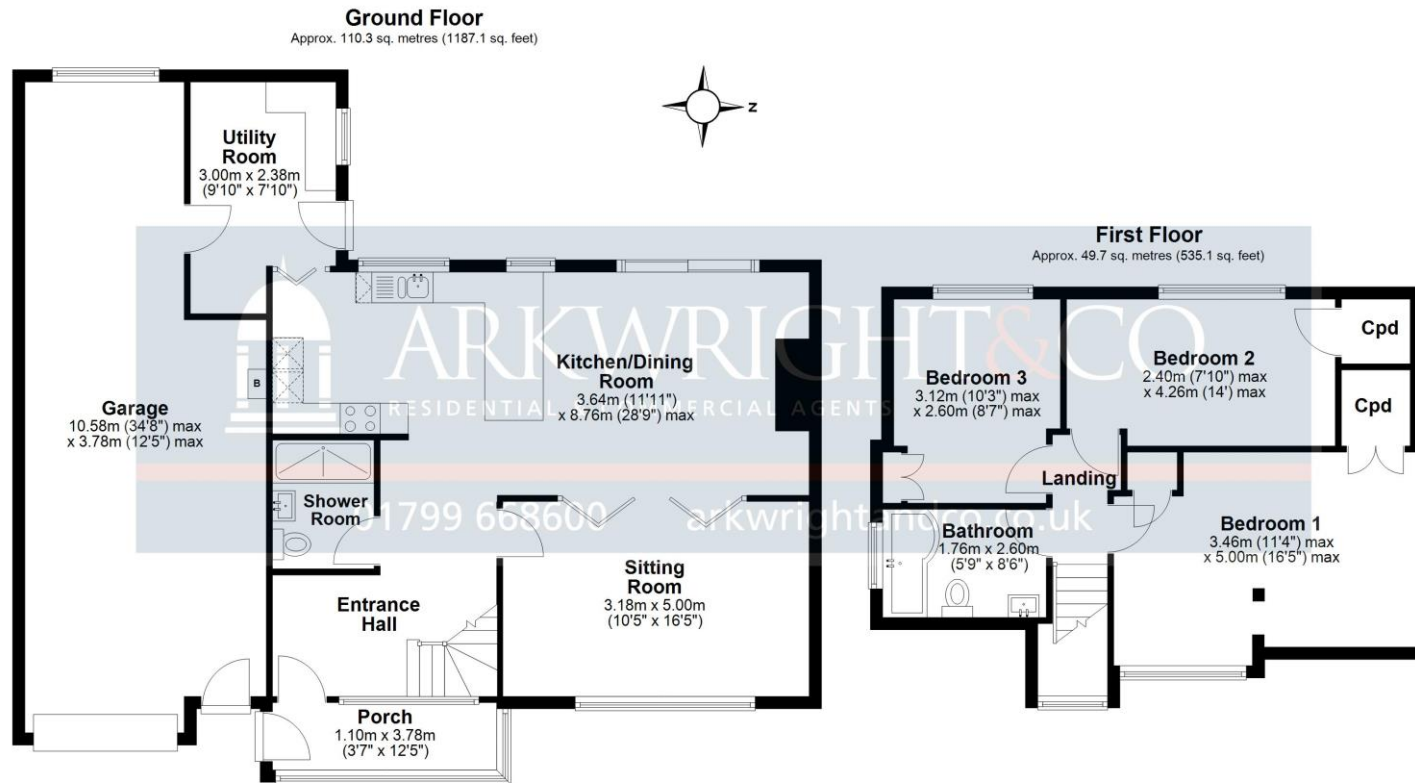 Ground Floor
Approx. 110.3 sq. metres (1187.1 sq. feet)
z
Utility
Room
3.00m x 2.38m
(9'10" x 7'10")
First Floor
Approx. 49.7 sq. metres (535.1 sq. feet)
ARKWRIGHT&CO
RESIDENTIAL COMMERCIAL AGENTS
01799 668600 arkwrightandco.co.uk
Kitchen/Dining
Room
3.64m (11'11")
x 8.76m (28'9") max
B
Garage
10.58m (34'8") max
x 3.78m (12'5") max
Shower
Room
Sitting
Room
3.18m x 5.00m
(10'5" x 16'5")
Entrance
Hall
Porch
1.10m x 3.78m
(3'7" x 12'5")
Bedroom 3
3.12m (10'3") max
x 2.60m (8'7") max
Bedroom 2
2.40m (7'10") max
x 4.26m (14') max
Cpd
Cpd
Landing
Bathroom
1.76m x 2.60m
(5'9" x 8'6")
Bedroom 1
3.46m (11'4") max
x 5.00m (16'5") max